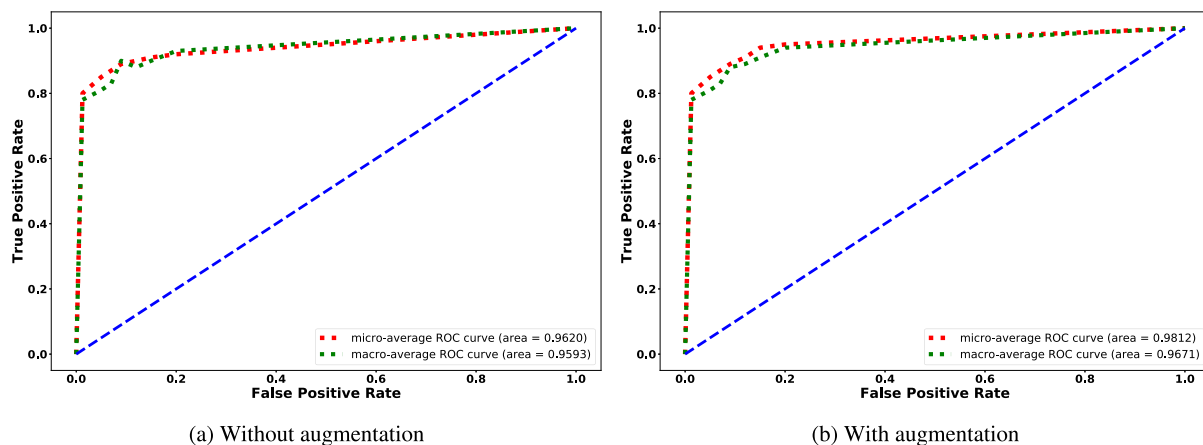 1.0
0.8
0.6
0.4
0.2
0.0
True Positive Rate
0.0 0.2 0.4 0.6 0.8 1.0
False Positive Rate
micro-average ROC curve (area = 0.9620)
macro-average ROC curve (area = 0.9593)
(a) Without augmentation
1.0
0.8
0.6
0.4
0.2
0.0
True Positive Rate
0.0 0.2 0.4 0.6 0.8 1.0
False Positive Rate
micro-average ROC curve (area = 0.9812)
macro-average ROC curve (area = 0.9671)
(b) With augmentation